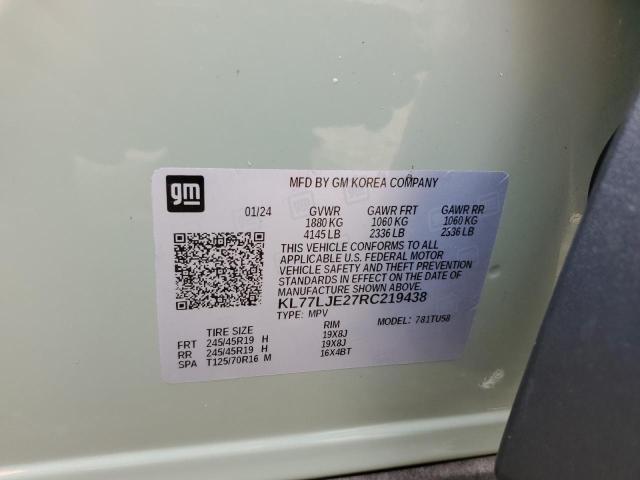 gm
MFD BY GM KOREA COMPANY
01/24 GVWR GAWR FRT GAWR RR
1880 KG 1060 KG 1060 KG
4145 LB 2336 LB 2336 LB
THIS VEHICLE CONFORMS TO ALL
APPLICABLE U.S. FEDERAL MOTOR
VEHICLE SAFETY AND THEFT PREVENTION
STANDARDS IN EFFECT ON THE DATE OF
MANUFACTURE SHOWN ABOVE.
KL77LJE27RC219438
TYPE: MPV MODEL: 781TU58
TIRE SIZE RIM
FRT 245/45R19 H 19X8J
RR 245/45R19 H 19X8J
SPA T125/70R16 M 16X4BT